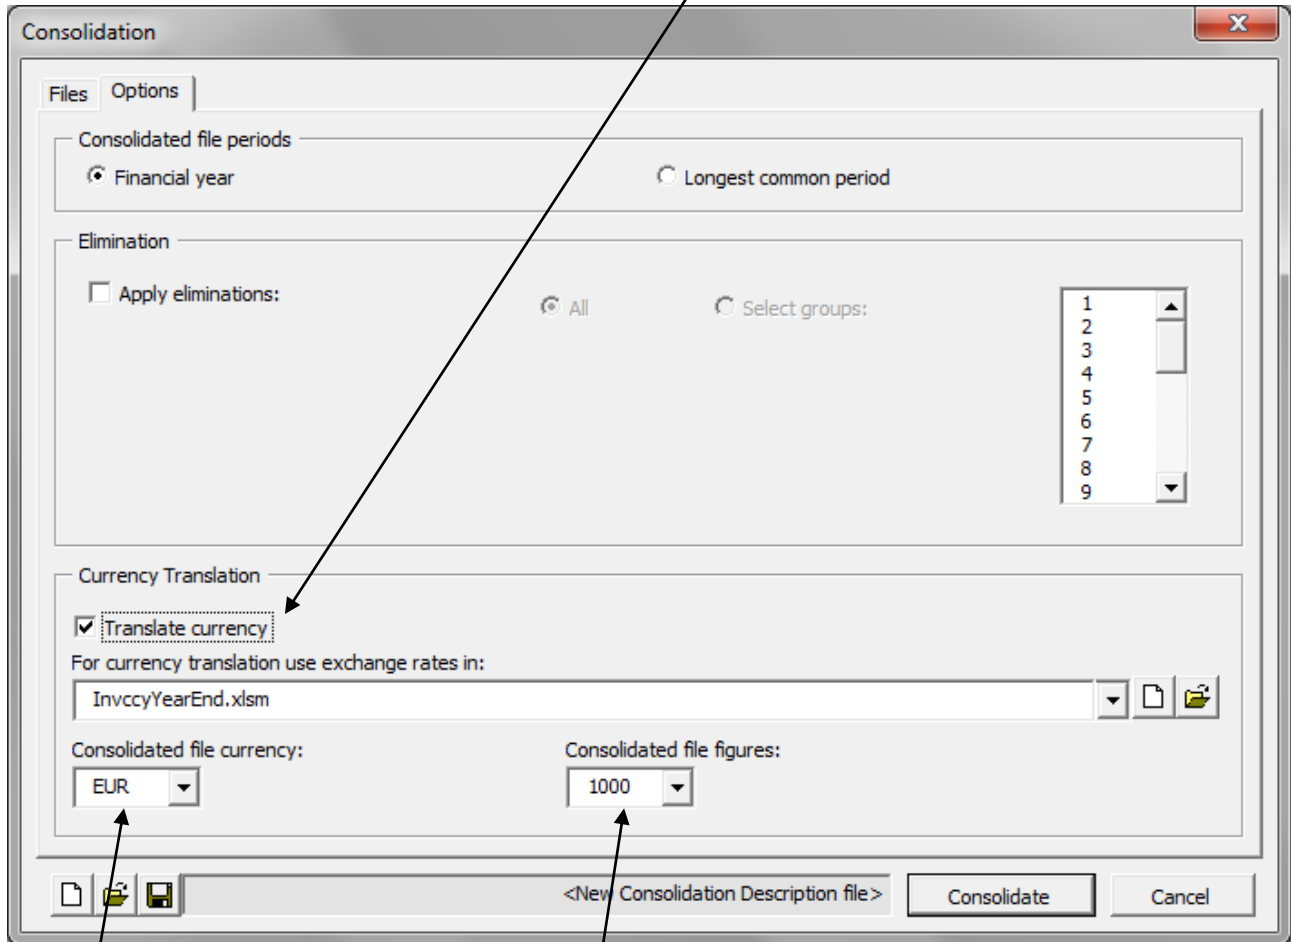 Consolidation
Files Options
Consolidated file periods
Financial year Longest common period
Elimination
Apply eliminations: All Select groups:
1
2
3
4
5
6
7
8
9
Currency Translation
Translate currency
For currency translation use exchange rates in:
InvccyYearEnd.xlsm
Consolidated file currency: Consolidated file figures:
EUR 1000
<New Consolidation Description file> Consolidate Cancel